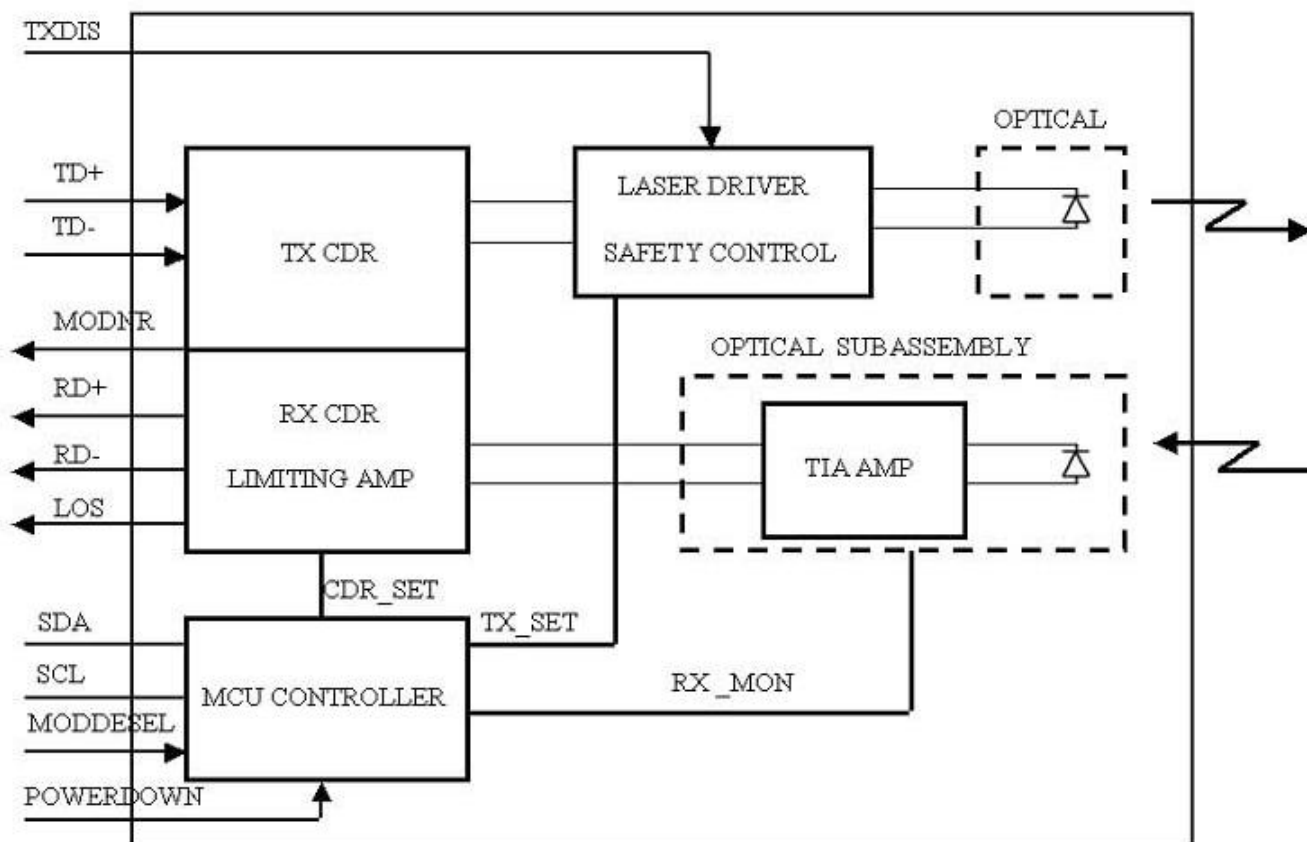 TXDIS
OPTICAL
TD+
LASER DRIVER
TD-
TX CDR
SAFETY CONTROL
MODNR
OPTICAL SUBASSEMBLY
RD+
RX CDR
RD-
LIMITING AMP
TIA AMP
LOS
CDR_SET
SDA
TX_SET
SCL
MCU CONTROLLER
RX_MON
MODDESEL
POWERDOWN